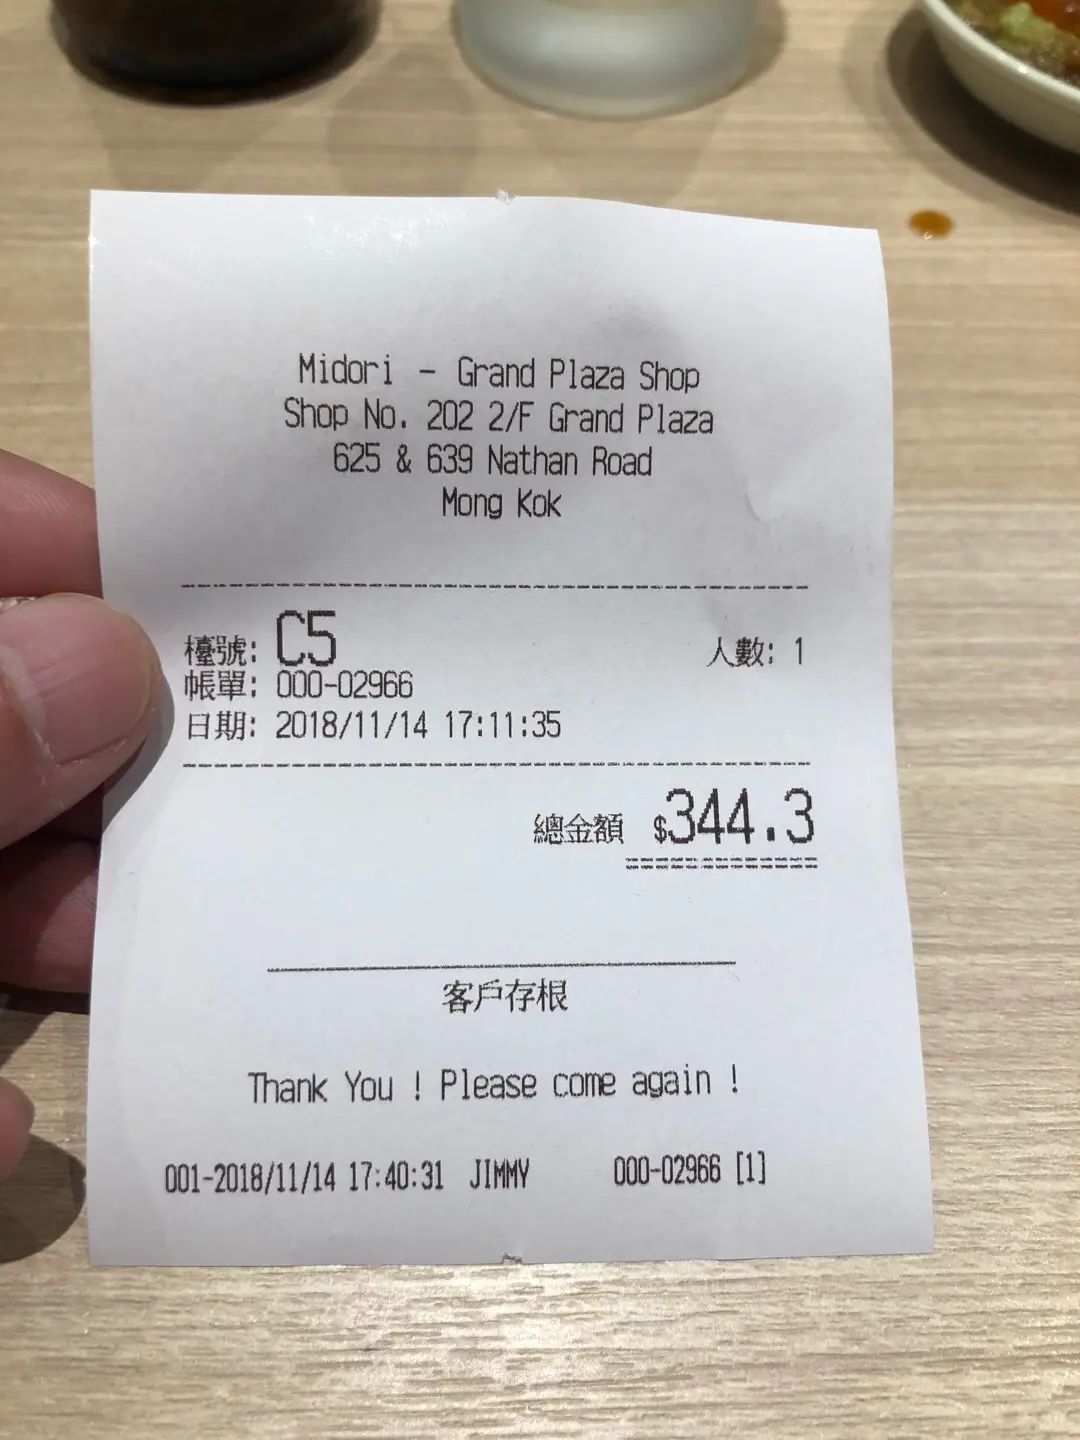 Midori - Grand Plaza Shop
Shop No. 202 2/F Grand Plaza
625 & 639 Nathan Road
Mong Kok
檯號: C5 人數: 1
帳單: 000-02966
日期: 2018/11/14 17:11:35
總金額 $344.3
客戶存根
Thank You ! Please come again !
001-2018/11/14 17:40:31 JIMMY 000-02966 [1]